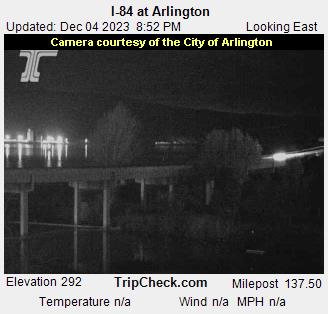 I-84 at Arlington
Updated: Dec 04 2023 8:52 PM Looking East
Camera courtesy of the City of Arlington
Elevation 292 TripCheck.com Milepost 137.50
Temperature n/a Wind n/a MPH n/a